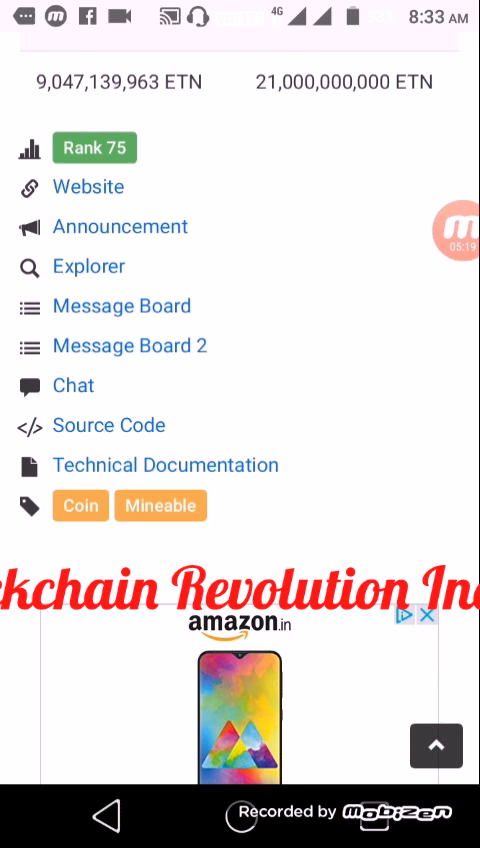 4G 8:33 AM
9,047,139,963 ETN 21,000,000,000 ETN
Rank 75
Website
m
05:19
Announcement
Explorer
Message Board
Message Board 2
Chat
</> Source Code
Technical Documentation
Coin Mineable
kchain Revolution In
amazon.in
Recorded by mobizen